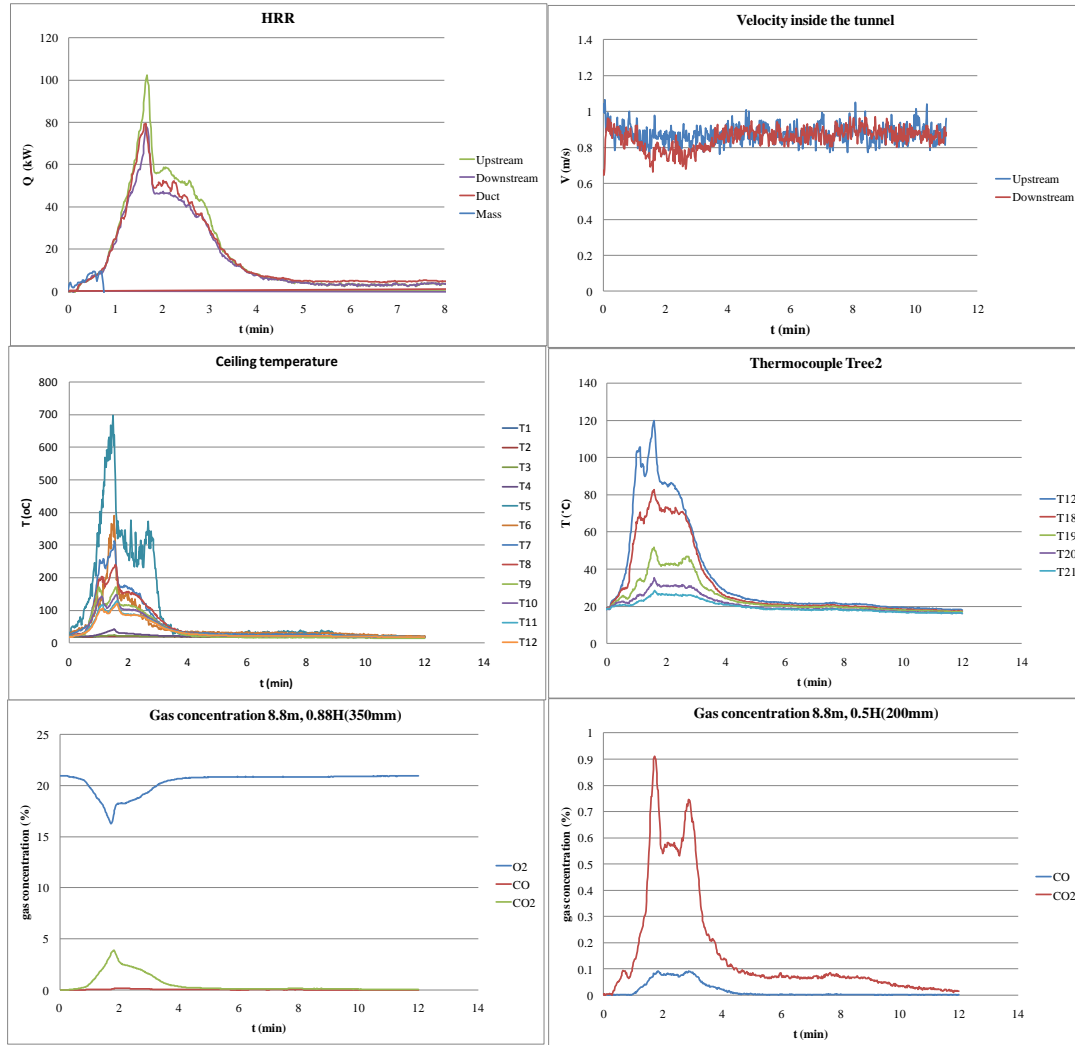 HRR
120
100
80
60
40
20
0
Q (kW)
0 1 2 3 4 5 6 7 8
t (min)
Upstream
Downstream
Duct
Mass
Velocity inside the tunnel
1.4
1.2
1
0.8
0.6
0.4
0.2
0
V (m/s)
0 2 4 6 8 10 12
t (min)
Upstream
Downstream
Ceiling temperature
800
700
600
500
400
300
200
100
0
T (oC)
0 2 4 6 8 10 12 14
t (min)
T1
T2
T3
T4
T5
T6
T7
T8
T9
T10
T11
T12
Thermocouple Tree2
140
120
100
80
60
40
20
0
T (℃)
0 2 4 6 8 10 12 14
t (min)
T12
T18
T19
T20
T21
Gas concentration 8.8m, 0.88H(350mm)
25
20
15
10
5
0
gas concentration (%)
0 2 4 6 8 10 12 14
t (min)
O2
CO
CO2
Gas concentration 8.8m, 0.5H(200mm)
1
0.9
0.8
0.7
0.6
0.5
0.4
0.3
0.2
0.1
0
gas concentration (%)
0 2 4 6 8 10 12 14
t (min)
CO
CO2